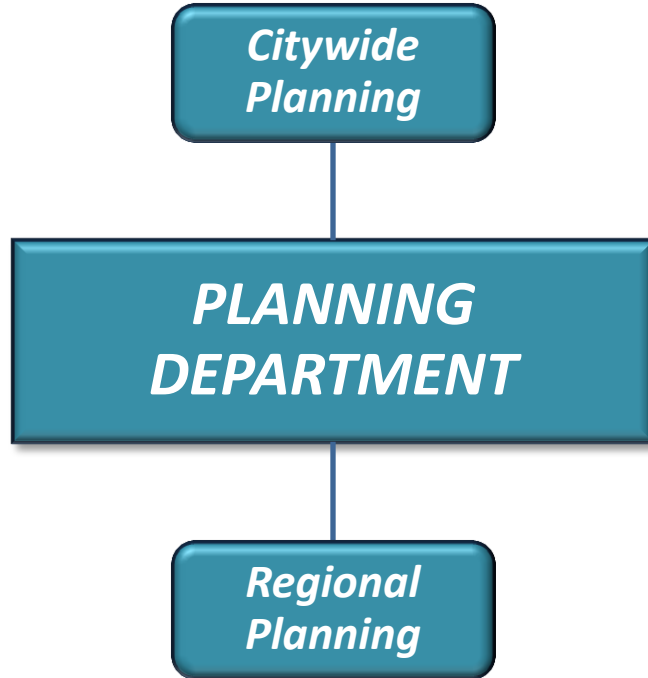 Citywide
Planning
PLANNING
DEPARTMENT
Regional
Planning